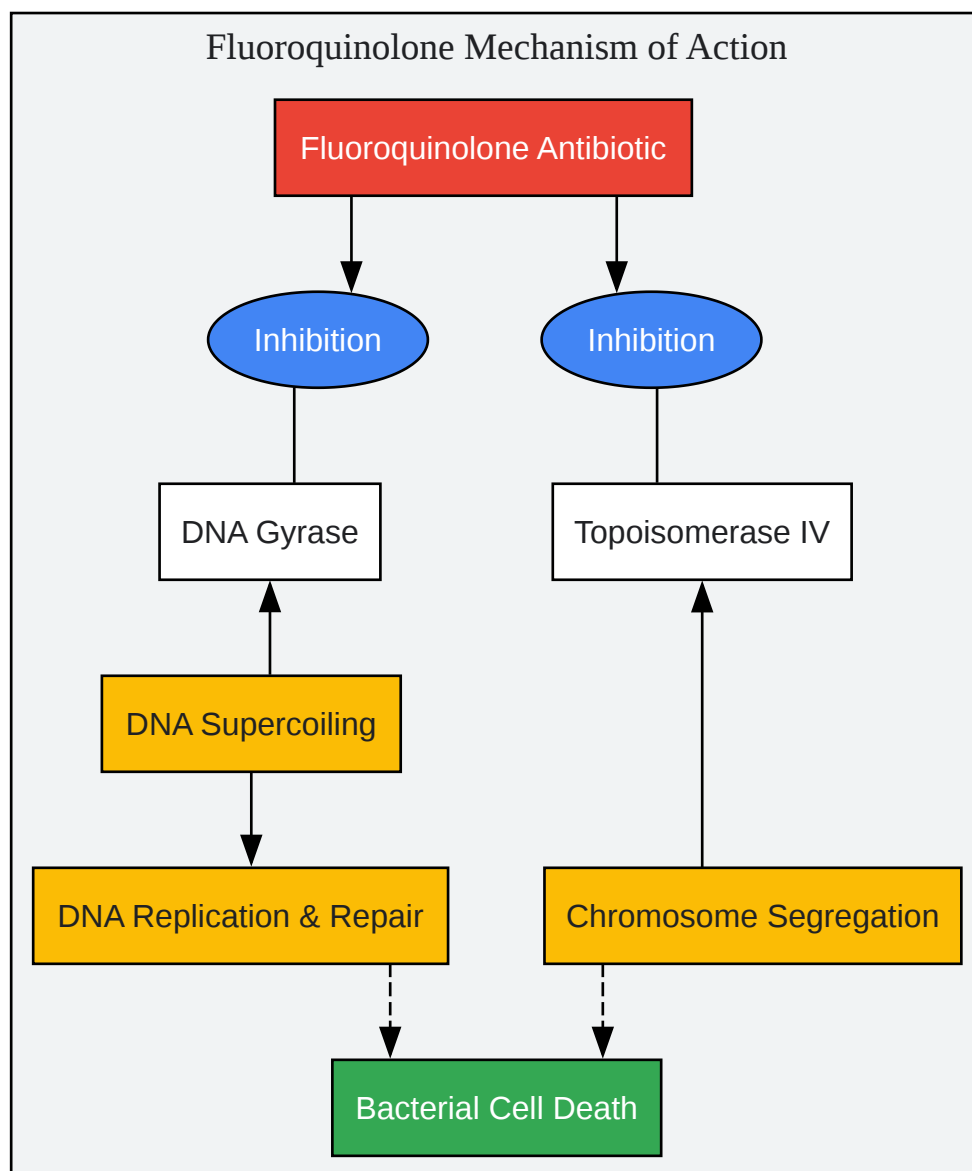 Fluoroquinolone Mechanism of Action
Fluoroquinolone Antibiotic
Inhibition
Inhibition
DNA Gyrase
Topoisomerase IV
DNA Supercoiling
DNA Replication & Repair
Chromosome Segregation
Bacterial Cell Death